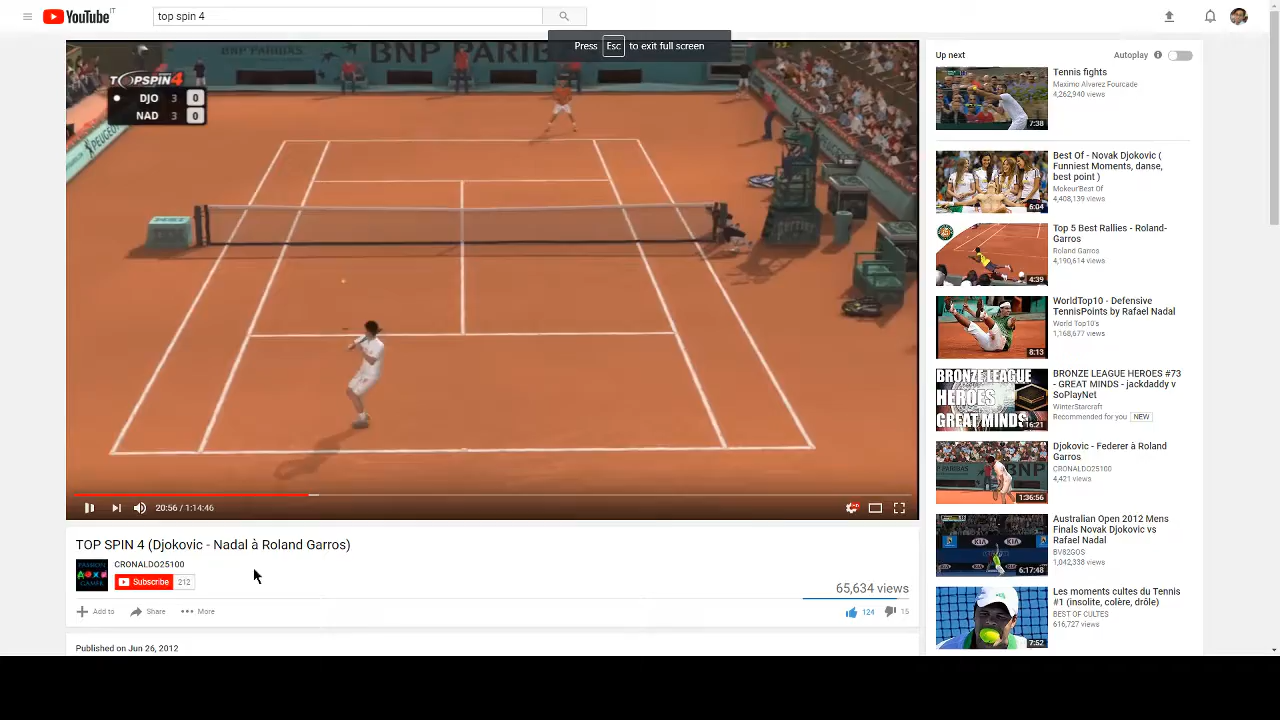 YouTube IT
top spin 4
Press Esc to exit full screen
BNP PARIBAS
BNP PARIBAS
TOPSPIN 4
DJO 3 0
NAD 3 0
PEUGEOT
perrier
20:56 / 1:14:46
TOP SPIN 4 (Djokovic - Nadal à Roland Garros)
CRONALDO25100
Subscribe 212
65,634 views
Add to Share More
124 15
Published on Jun 26, 2012
Up next
Autoplay
7:38
Tennis fights
Maximo Alvarez Fourcade
4,262,940 views
6:04
Best Of - Novak Djokovic (
Funniest Moments, danse,
best point )
MokeurBest Of
4,408,139 views
4:39
Top 5 Best Rallies - Roland-
Garros
Roland Garros
4,190,614 views
8:13
WorldTop10 - Defensive
TennisPoints by Rafael Nadal
World Top10's
1,168,677 views
BRONZE LEAGUE
HEROES
GREAT MINDS
16:21
BRONZE LEAGUE HEROES #73
- GREAT MINDS - jackdaddy v
SoPlayNet
WinterStarcraft
Recommended for you NEW
1:36:56
Djokovic - Federer à Roland
Garros
CRONALDO25100
4,421 views
KIA KIA
6:17:48
Australian Open 2012 Mens
Finals Novak Djokovic vs
Rafael Nadal
BV82GOS
1,042,338 views
7:52
Les moments cultes du Tennis
#1 (insolite, colère, drôle)
BEST OF CULTES
616,727 views